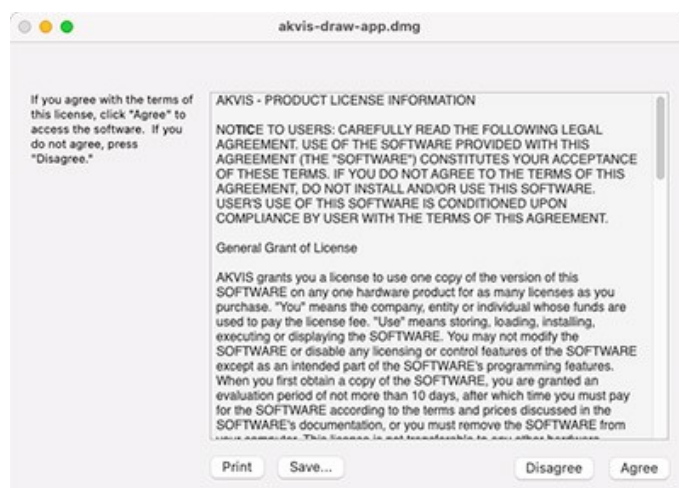 akvis-draw-app.dmg
If you agree with the terms of
this license, click "Agree" to
access the software. If you
do not agree, press
"Disagree."
AKVIS - PRODUCT LICENSE INFORMATION
NOTICE TO USERS: CAREFULLY READ THE FOLLOWING LEGAL
AGREEMENT. USE OF THE SOFTWARE PROVIDED WITH THIS
AGREEMENT (THE "SOFTWARE") CONSTITUTES YOUR ACCEPTANCE
OF THESE TERMS. IF YOU DO NOT AGREE TO THE TERMS OF THIS
AGREEMENT, DO NOT INSTALL AND/OR USE THIS SOFTWARE.
USER'S USE OF THIS SOFTWARE IS CONDITIONED UPON
COMPLIANCE BY USER WITH THE TERMS OF THIS AGREEMENT.
General Grant of License
AKVIS grants you a license to use one copy of the version of this
SOFTWARE on any one hardware product for as many licenses as you
purchase. "You" means the company, entity or individual whose funds are
used to pay the license fee. "Use" means storing, loading, installing,
executing or displaying the SOFTWARE. You may not modify the
SOFTWARE or disable any licensing or control features of the SOFTWARE
except as an intended part of the SOFTWARE's programming features.
When you first obtain a copy of the SOFTWARE, you are granted an
evaluation period of not more than 10 days, after which time you must pay
for the SOFTWARE according to the terms and prices discussed in the
SOFTWARE's documentation, or you must remove the SOFTWARE from
your computer. This license is not transferable to any other hardware
Print
Save...
Disagree
Agree